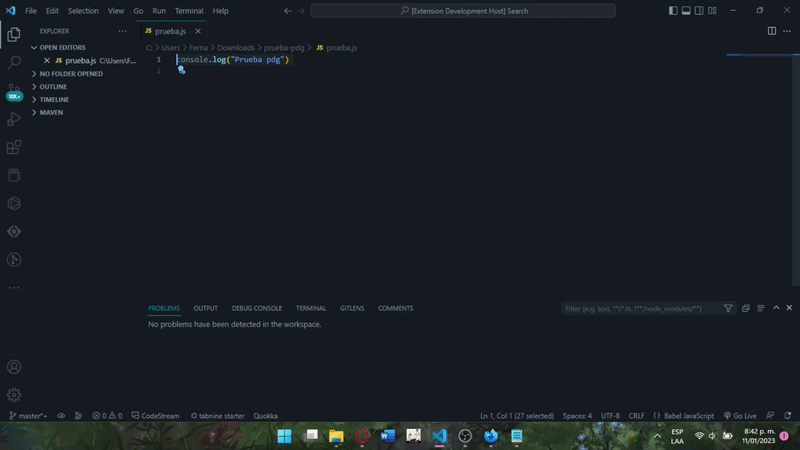 File Edit Selection View Go Run Terminal Help
[Extension Development Host] Search
EXPLORER
JS prueba.js
OPEN EDITORS
JS prueba.js C:\Users\F...
NO FOLDER OPENED
OUTLINE
TIMELINE
MAVEN
C: > Users > Ferna > Downloads > prueba-pdg > JS prueba.js
1 console.log("Prueba pdg")
2
PROBLEMS OUTPUT DEBUG CONSOLE TERMINAL GITLENS COMMENTS
Filter (e.g. text, **/*.ts, !**/node_modules/**)
No problems have been detected in the workspace.
master*+ 0 0 CodeStream tabnine starter Quokka
Ln 1, Col 1 (27 selected) Spaces: 4 UTF-8 CRLF { } Babel JavaScript Go Live
ESP
LAA
8:42 p. m.
11/01/2023
3